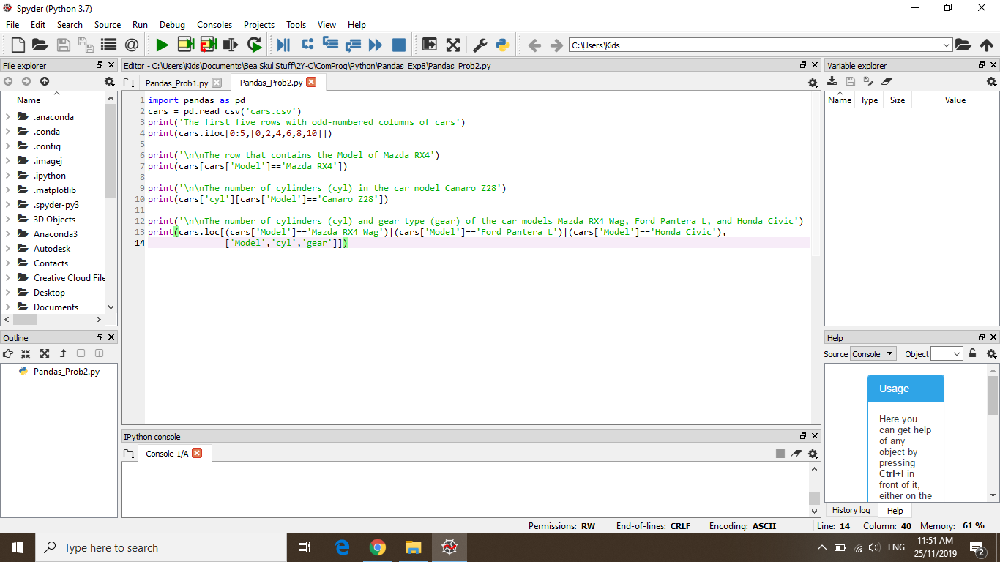 Spyder (Python 3.7)
File Edit Search Source Run Debug Consoles Projects Tools View Help
C:\Users\Kids
File explorer
Name
.anaconda
.conda
.config
.imagej
.ipython
.matplotlib
.spyder-py3
3D Objects
Anaconda3
Autodesk
Contacts
Creative Cloud File
Desktop
Documents
Outline
Pandas_Prob2.py
Editor - C:\Users\Kids\Documents\Bea Skul Stuff\2Y-C\ComProg\Python\Pandas_Exp8\Pandas_Prob2.py
Pandas_Prob1.py Pandas_Prob2.py
1 import pandas as pd
2 cars = pd.read_csv('cars.csv')
3 print('The first five rows with odd-numbered columns of cars')
4 print(cars.iloc[0:5,[0,2,4,6,8,10]])
5
6 print('\n\nThe row that contains the Model of Mazda RX4')
7 print(cars[cars['Model']=='Mazda RX4'])
8
9 print('\n\nThe number of cylinders (cyl) in the car model Camaro Z28')
10 print(cars['cyl'][cars['Model']=='Camaro Z28'])
11
12 print('\n\nThe number of cylinders (cyl) and gear type (gear) of the car models Mazda RX4 Wag, Ford Pantera L, and Honda Civic')
13 print(cars.loc[(cars['Model']=='Mazda RX4 Wag')|(cars['Model']=='Ford Pantera L')|(cars['Model']=='Honda Civic'),
14 ['Model','cyl','gear']])
IPython console
Console 1/A
Variable explorer
Name Type Size Value
Help
Source Console Object
Usage
Here you
can get help
of any
object by
pressing
Ctrl+I in
front of it,
either on the
History log Help
Permissions: RW End-of-lines: CRLF Encoding: ASCII Line: 14 Column: 40 Memory: 61 %
Type here to search
ENG
11:51 AM
25/11/2019
2